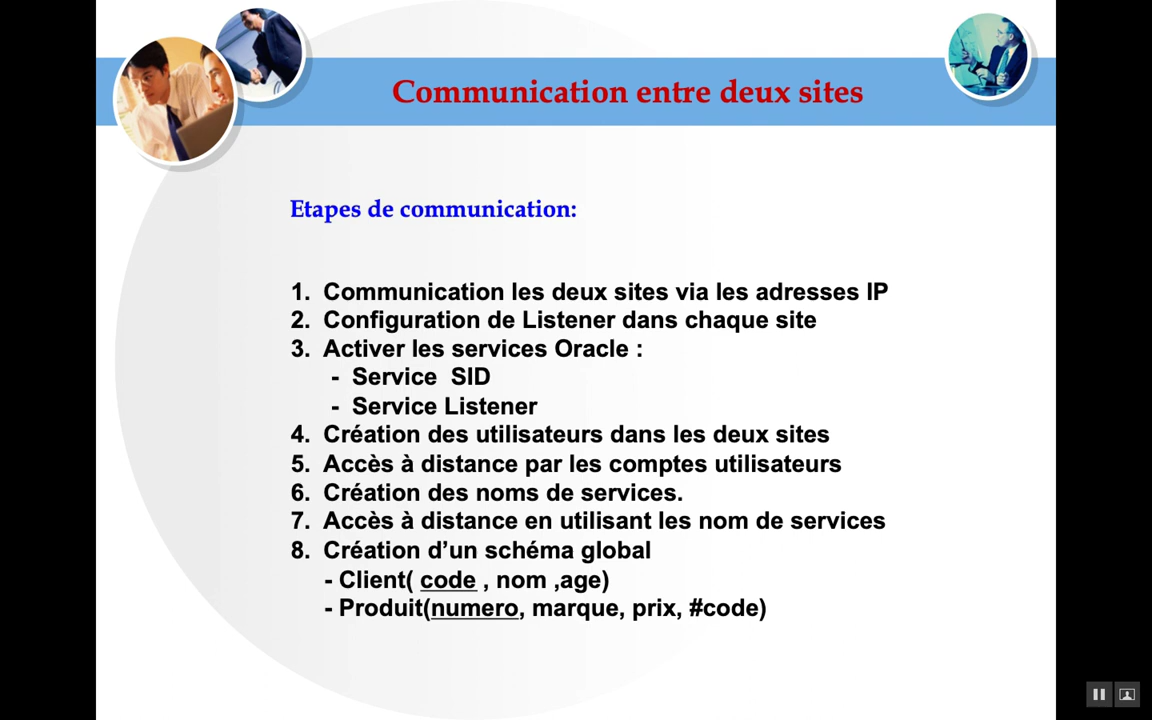 Communication entre deux sites
Etapes de communication:
1. Communication les deux sites via les adresses IP
2. Configuration de Listener dans chaque site
3. Activer les services Oracle :
- Service SID
- Service Listener
4. Création des utilisateurs dans les deux sites
5. Accès à distance par les comptes utilisateurs
6. Création des noms de services.
7. Accès à distance en utilisant les nom de services
8. Création d’un schéma global
- Client( code , nom ,age)
- Produit(numero, marque, prix, #code)